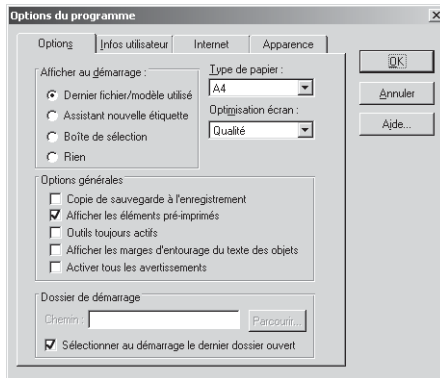 Options du programme
Options
Infos utilisateur
Internet
Apparence
Afficher au démarrage :
Dernier fichier/modèle utilisé
Assistant nouvelle étiquette
Boîte de sélection
Rien
Type de papier :
A4
Optimisation écran :
Qualité
OK
Annuler
Aide...
Options générales
Copie de sauvegarde à l'enregistrement
Afficher les éléments pré-imprimés
Outils toujours actifs
Afficher les marges d'entourage du texte des objets
Activer tous les avertissements
Dossier de démarrage
Chemin :
Parcourir...
Sélectionner au démarrage le dernier dossier ouvert